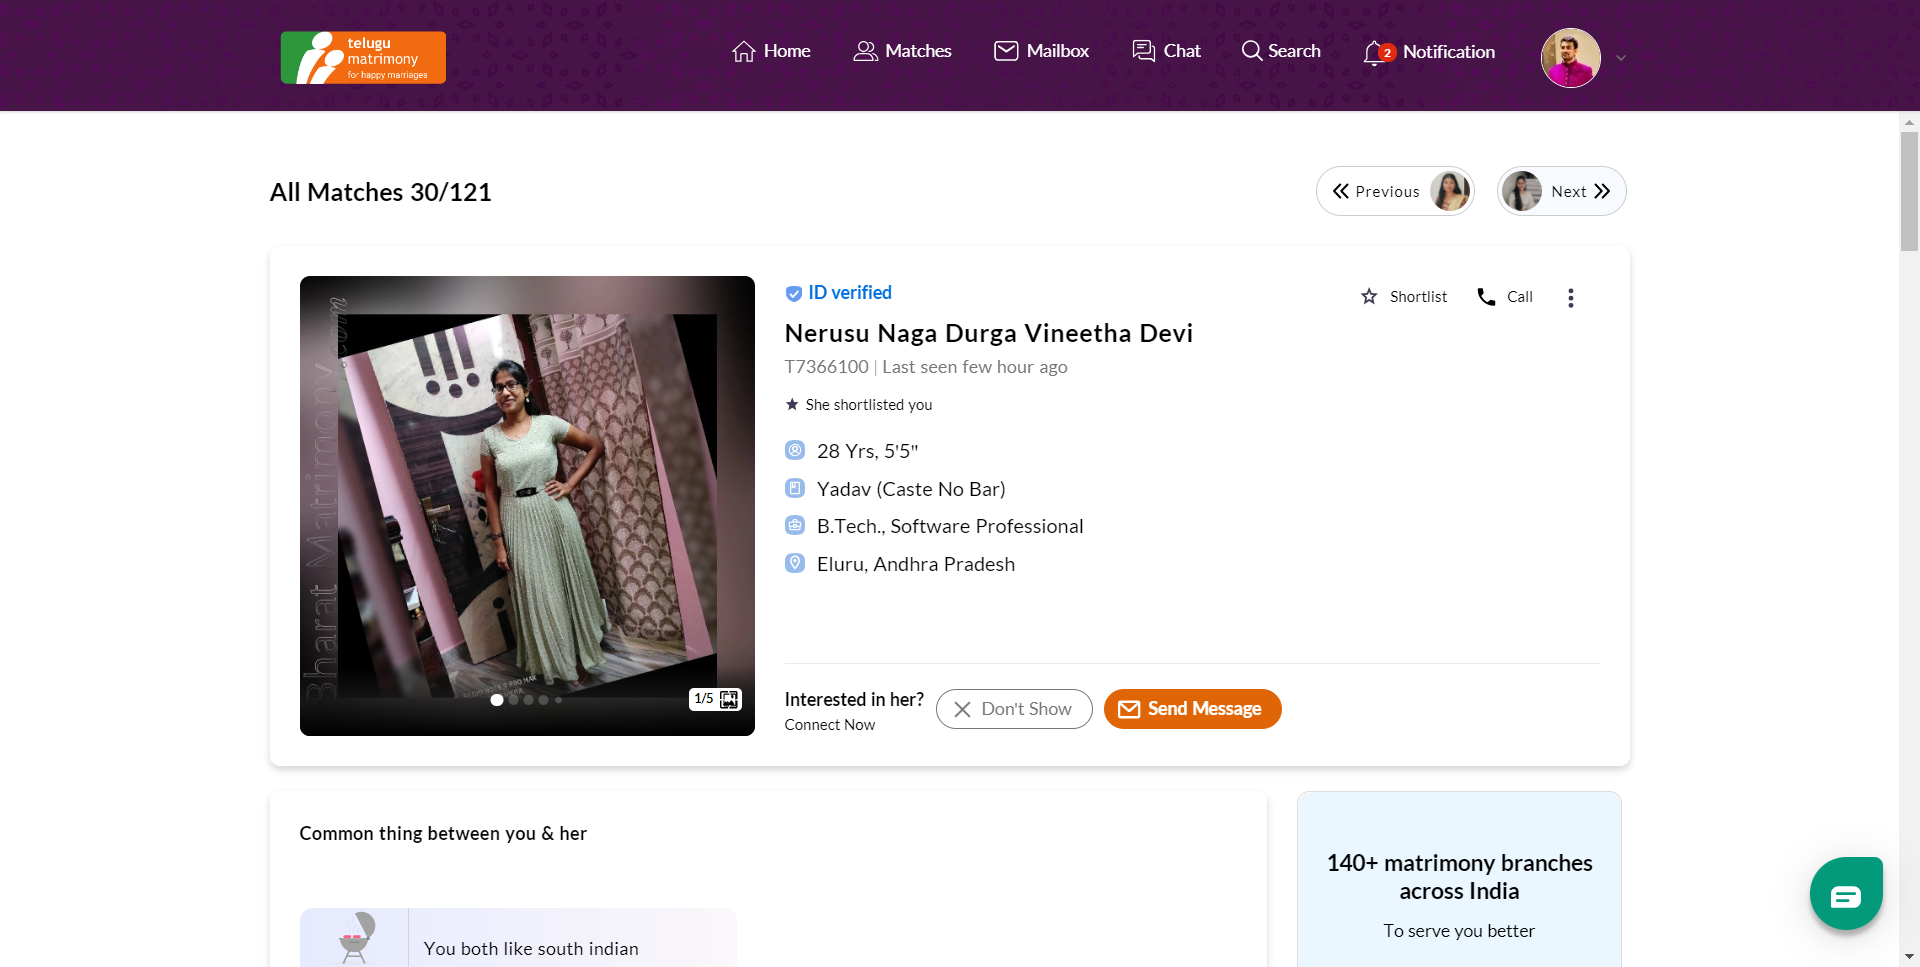 telugu
matrimony
for happy marriages
Home
Matches
Mailbox
Chat
Search
2
Notification
All Matches 30/121
Previous
Next
Bharat Matrimony.com
1/5
ID verified
Shortlist
Call
Nerusu Naga Durga Vineetha Devi
T7366100 | Last seen few hour ago
She shortlisted you
28 Yrs, 5'5"
Yadav (Caste No Bar)
B.Tech., Software Professional
Eluru, Andhra Pradesh
Interested in her?
Connect Now
Don't Show
Send Message
Common thing between you & her
You both like south indian
140+ matrimony branches
across India
To serve you better